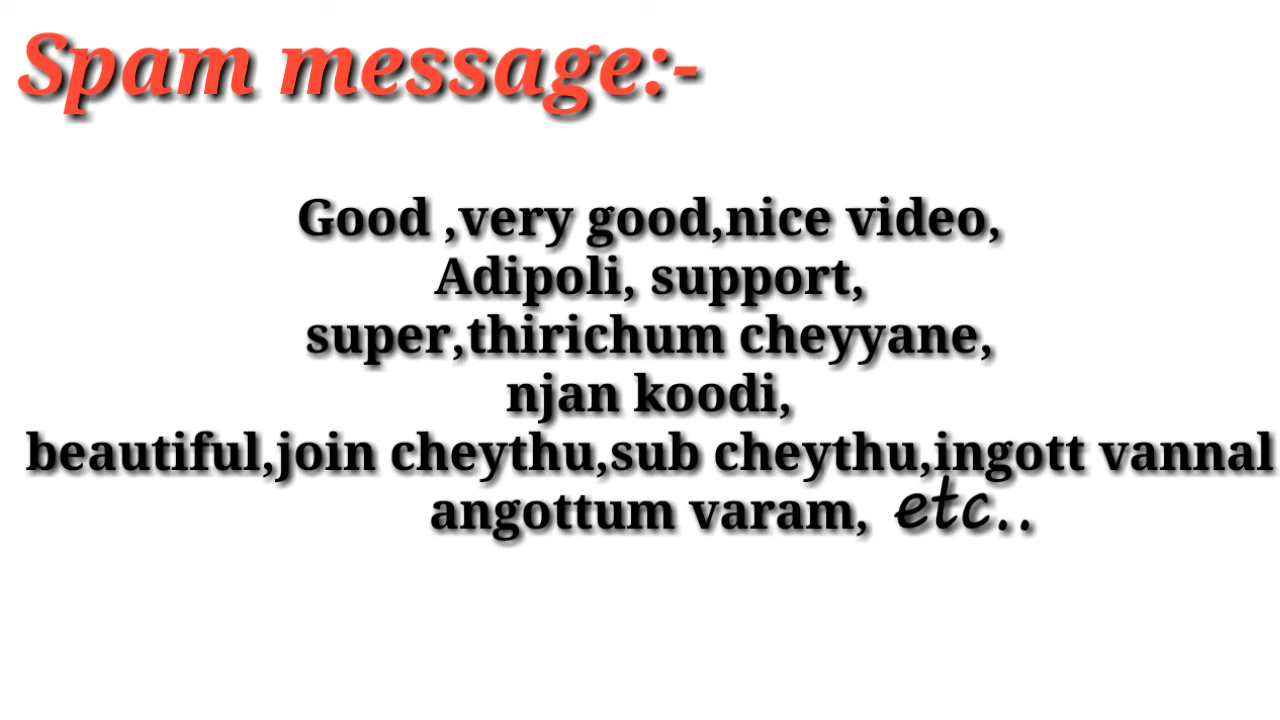 Spam message:-
Good ,very good,nice video,
Adipoli, support,
super,thirichum cheyyane,
njan koodi,
beautiful,join cheythu,sub cheythu,ingott vannal
angottum varam, etc..